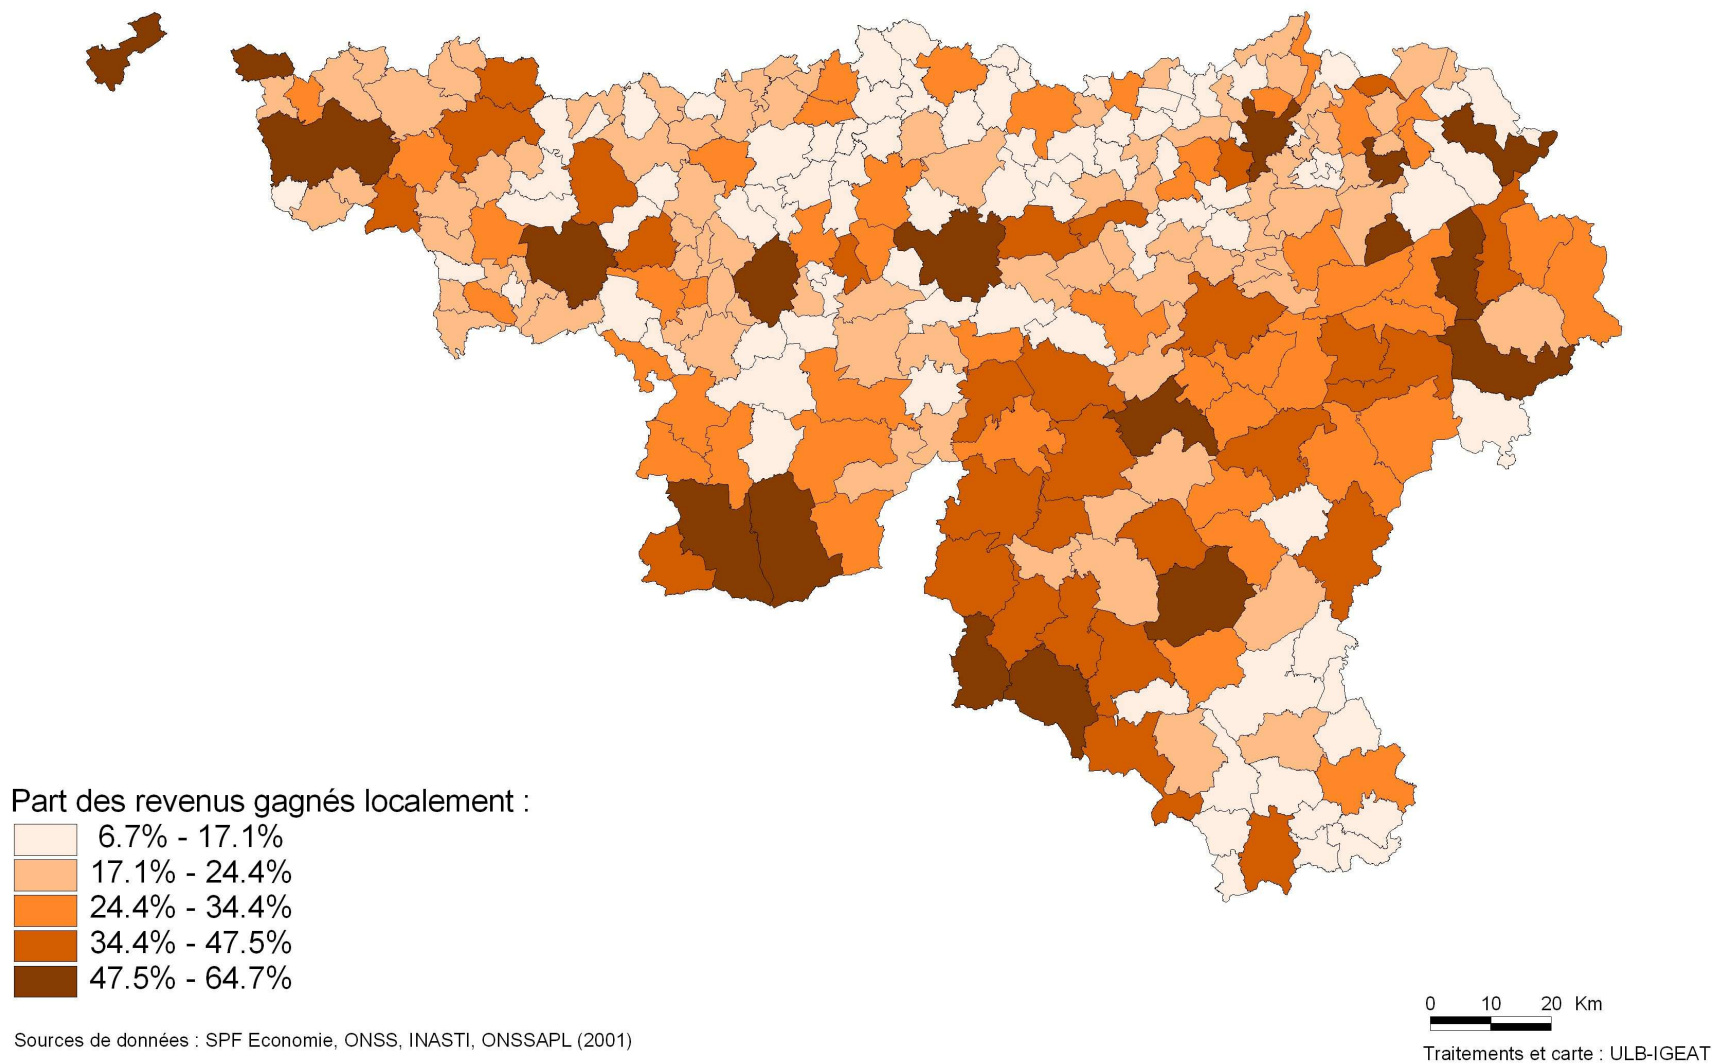 Part des revenus gagnés localement :
6.7% - 17.1%
17.1% - 24.4%
24.4% - 34.4%
34.4% - 47.5%
47.5% - 64.7%
Sources de données : SPF Economie, ONSS, INASTI, ONSSAPL (2001)
0 10 20 Km
Traitements et carte : ULB-IGEAT